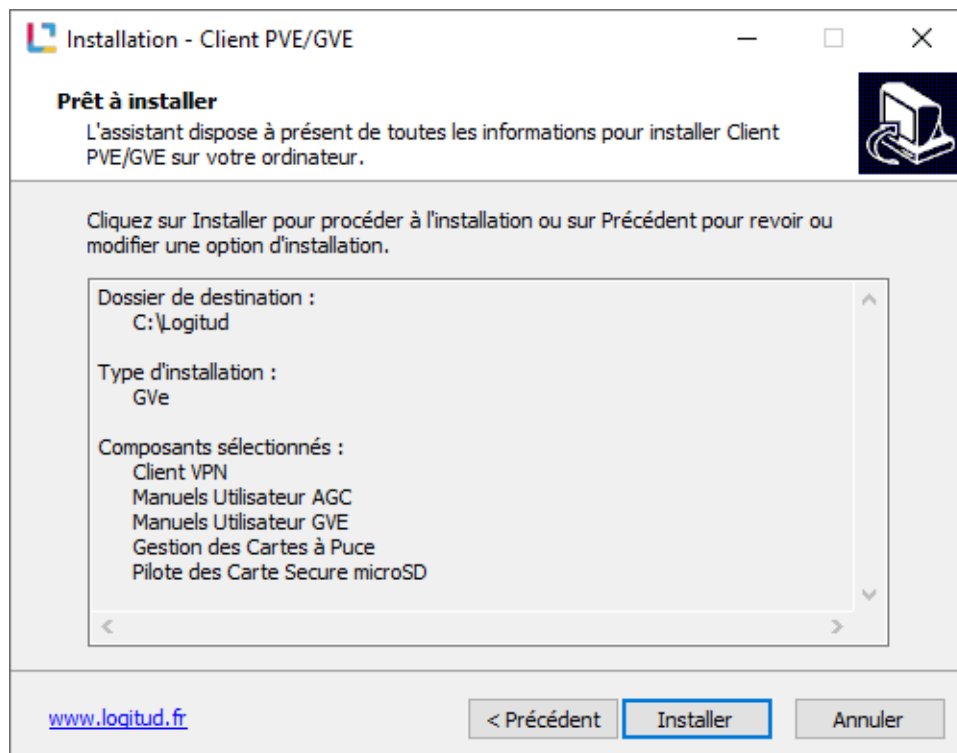 Installation - Client PVE/GVE
Prêt à installer
L'assistant dispose à présent de toutes les informations pour installer Client
PVE/GVE sur votre ordinateur.
Cliquez sur Installer pour procéder à l'installation ou sur Précédent pour revoir ou
modifier une option d'installation.
Dossier de destination :
C:\Logitud
Type d'installation :
GVe
Composants sélectionnés :
Client VPN
Manuels Utilisateur AGC
Manuels Utilisateur GVE
Gestion des Cartes à Puce
Pilote des Carte Secure microSD
www.logitud.fr
< Précédent
Installer
Annuler